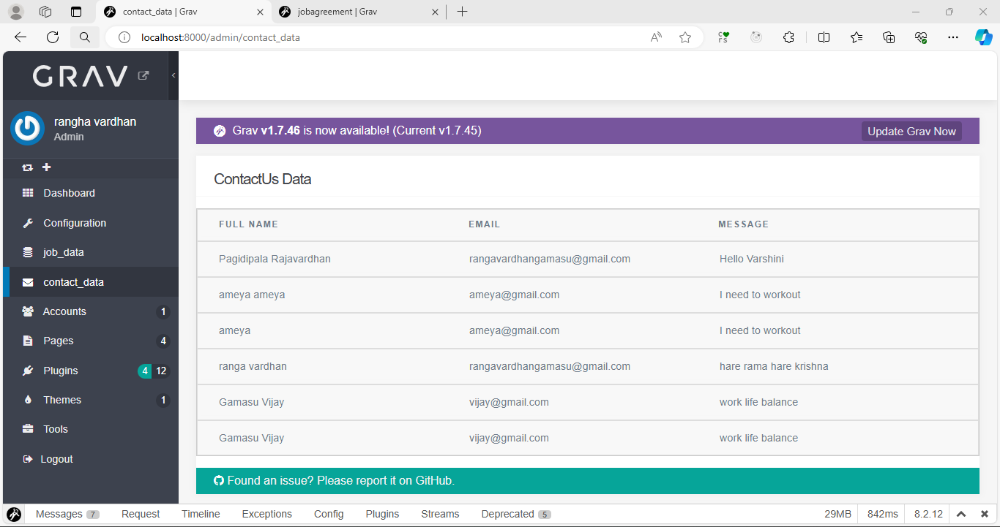 contact_data | Grav
jobagreement | Grav
localhost:8000/admin/contact_data
GRAV
rangha vardhan
Admin
Dashboard
Configuration
job_data
contact_data
Accounts 1
Pages 4
Plugins 4 12
Themes 1
Tools
Logout
Grav v1.7.46 is now available! (Current v1.7.45)
Update Grav Now
ContactUs Data
FULL NAME EMAIL MESSAGE
Pagidipala Rajavardhan rangavardhangamasu@gmail.com Hello Varshini
ameya ameya ameya@gmail.com I need to workout
ameya ameya@gmail.com I need to workout
ranga vardhan rangavardhangamasu@gmail.com hare rama hare krishna
Gamasu Vijay vijay@gmail.com work life balance
Gamasu Vijay vijay@gmail.com work life balance
Found an issue? Please report it on GitHub.
Messages 7 Request Timeline Exceptions Config Plugins Streams Deprecated 5 29MB 842ms 8.2.12